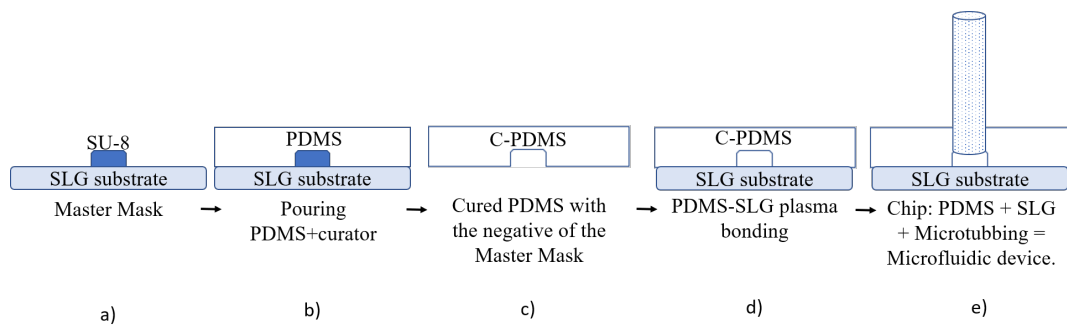 SU-8
SLG substrate
Master Mask
a)
PDMS
SLG substrate
Pouring
PDMS+curator
b)
C-PDMS
Cured PDMS with
the negative of the
Master Mask
c)
C-PDMS
SLG substrate
PDMS-SLG plasma
bonding
d)
SLG substrate
Chip: PDMS + SLG
+ Microtubbing =
Microfluidic device.
e)